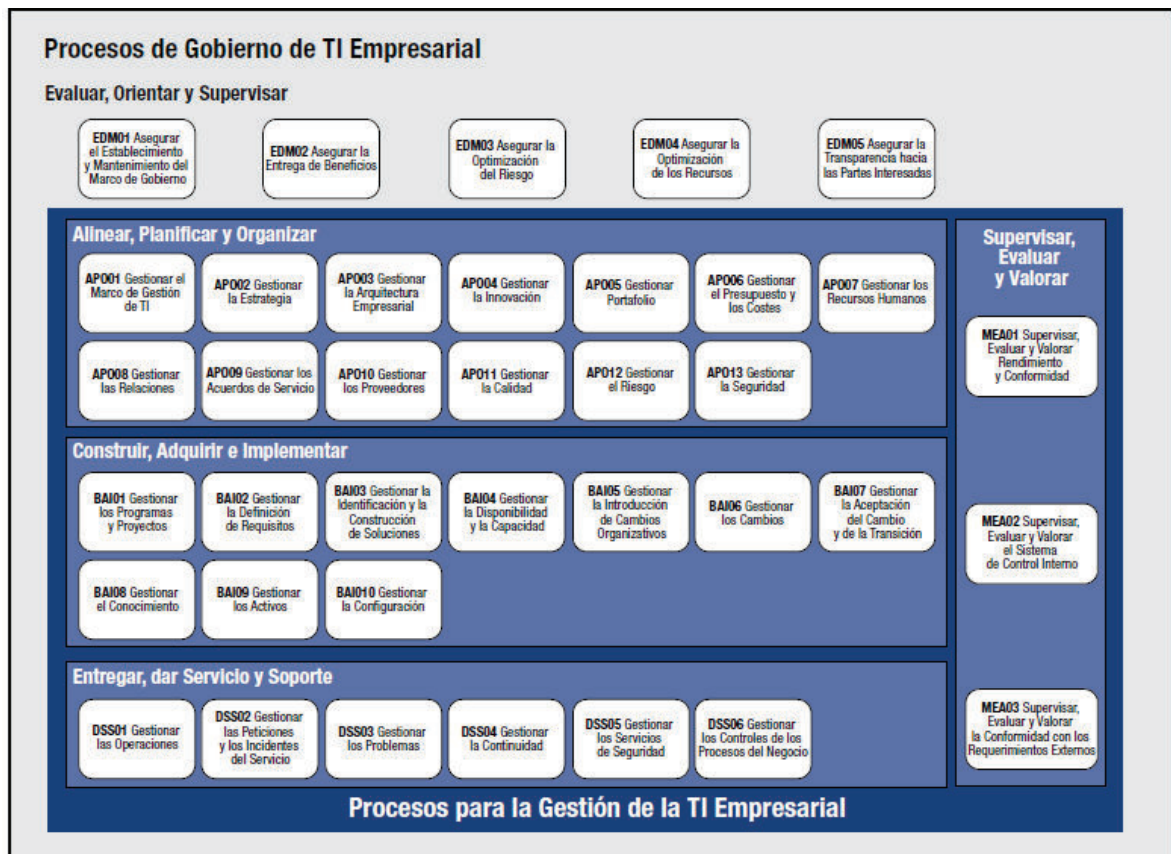 Procesos de Gobierno de TI Empresarial
Evaluar, Orientar y Supervisar
EDM01 Asegurar
el Establecimiento
y Mantenimiento del
Marco de Gobierno
EDM02 Asegurar la
Entrega de Beneficios
EDM03 Asegurar la
Optimización
del Riesgo
EDM04 Asegurar la
Optimización
de los Recursos
EDM05 Asegurar la
Transparencia hacia
las Partes Interesadas
Alinear, Planificar y Organizar
APO01 Gestionar el
Marco de Gestión
de TI
APO02 Gestionar
la Estrategia
APO03 Gestionar
la Arquitectura
Empresarial
APO04 Gestionar
la Innovación
APO05 Gestionar
Portafolio
APO06 Gestionar
el Presupuesto y
los Costes
APO07 Gestionar los
Recursos Humanos
APO08 Gestionar
las Relaciones
APO09 Gestionar los
Acuerdos de Servicio
APO10 Gestionar
los Proveedores
APO11 Gestionar
la Calidad
APO12 Gestionar
el Riesgo
APO13 Gestionar
la Seguridad
Construir, Adquirir e Implementar
BAI01 Gestionar
los Programas
y Proyectos
BAI02 Gestionar
la Definición
de Requisitos
BAI03 Gestionar la
Identificación y la
Construcción
de Soluciones
BAI04 Gestionar
la Disponibilidad
y la Capacidad
BAI05 Gestionar
la Introducción
de Cambios
Organizativos
BAI06 Gestionar
los Cambios
BAI07 Gestionar
la Aceptación
del Cambio
y de la Transición
BAI08 Gestionar
el Conocimiento
BAI09 Gestionar
los Activos
BAI010 Gestionar
la Configuración
Entregar, dar Servicio y Soporte
DSS01 Gestionar
las Operaciones
DSS02 Gestionar
las Peticiones
y los Incidentes
del Servicio
DSS03 Gestionar
los Problemas
DSS04 Gestionar
la Continuidad
DSS05 Gestionar
los Servicios
de Seguridad
DSS06 Gestionar
los Controles de los
Procesos del Negocio
Supervisar,
Evaluar
y Valorar
MEA01 Supervisar,
Evaluar y Valorar
Rendimiento
y Conformidad
MEA02 Supervisar,
Evaluar y Valorar
el Sistema
de Control Interno
MEA03 Supervisar,
Evaluar y Valorar
la Conformidad con los
Requerimientos Externos
Procesos para la Gestión de la TI Empresarial